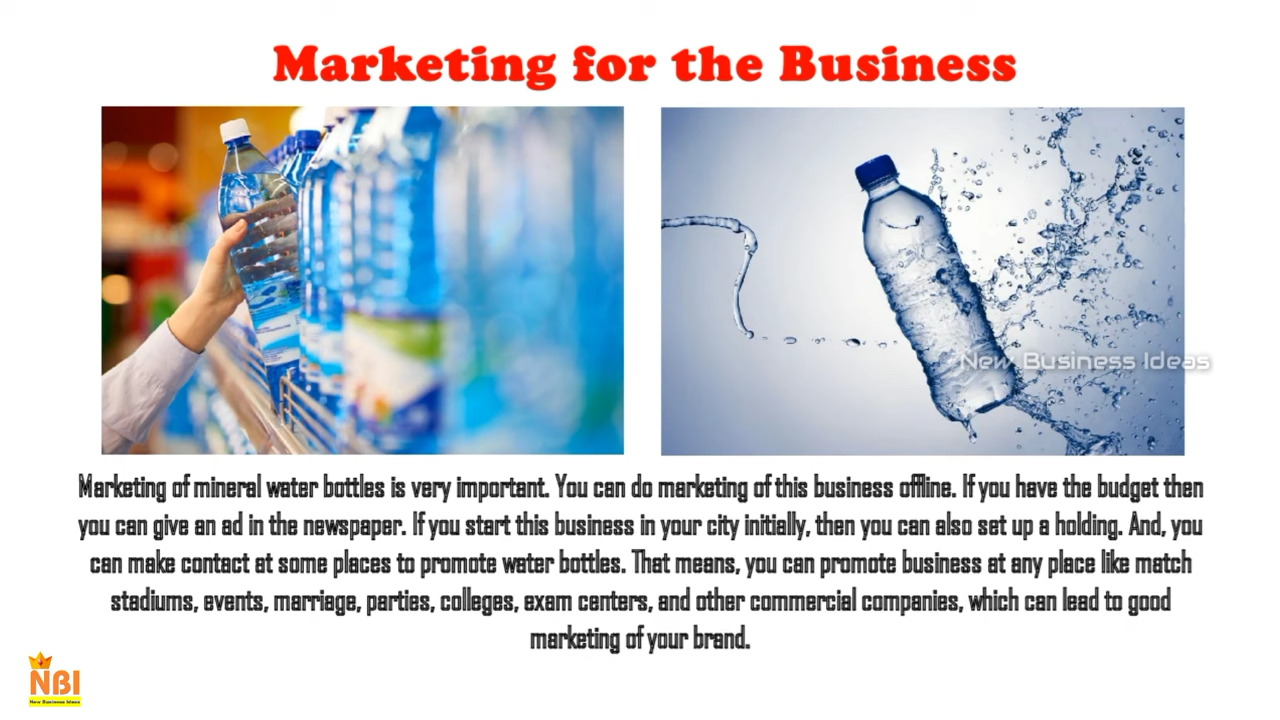 Marketing for the Business
New Business Ideas
Marketing of mineral water bottles is very important. You can do marketing of this business offline. If you have the budget then
you can give an ad in the newspaper. If you start this business in your city initially, then you can also set up a holding. And, you
can make contact at some places to promote water bottles. That means, you can promote business at any place like match
stadiums, events, marriage, parties, colleges, exam centers, and other commercial companies, which can lead to good
marketing of your brand.
NBI
New Business Ideas